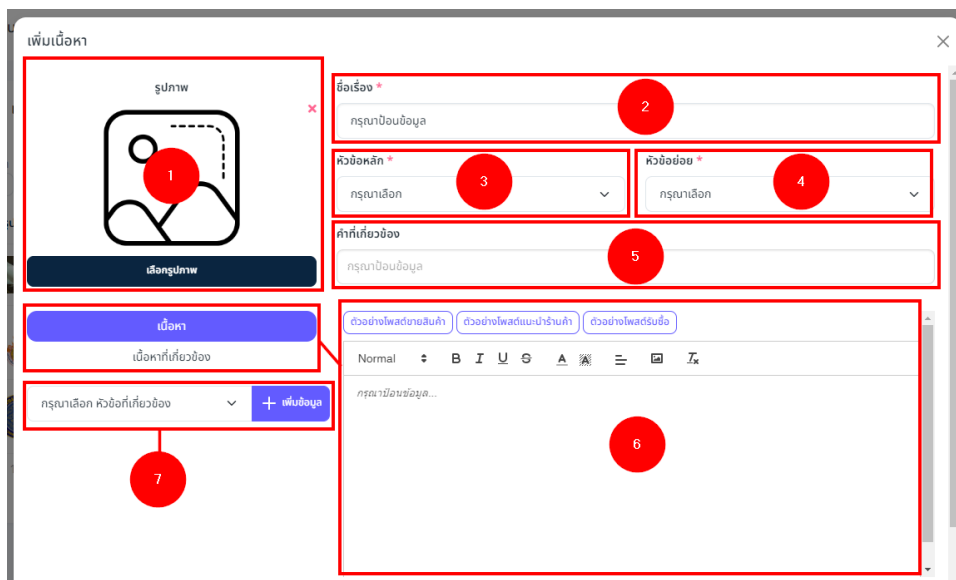 เพิ่มเนื้อหา
รูปภาพ
1
เลือกรูปภาพ
ชื่อเรื่อง *
กรุณาป้อนข้อมูล
2
หัวข้อหลัก *
กรุณาเลือก
3
หัวข้อย่อย *
กรุณาเลือก
4
คำที่เกี่ยวข้อง
กรุณาป้อนข้อมูล
5
เนื้อหา
เนื้อหาที่เกี่ยวข้อง
กรุณาเลือก หัวข้อที่เกี่ยวข้อง
+ เพิ่มข้อมูล
7
ตัวอย่างโพสต์ขายสินค้า ตัวอย่างโพสต์แนะนำร้านค้า ตัวอย่างโพสต์รับซื้อ
Normal B I U S A A Tx
กรุณาป้อนข้อมูล...
6